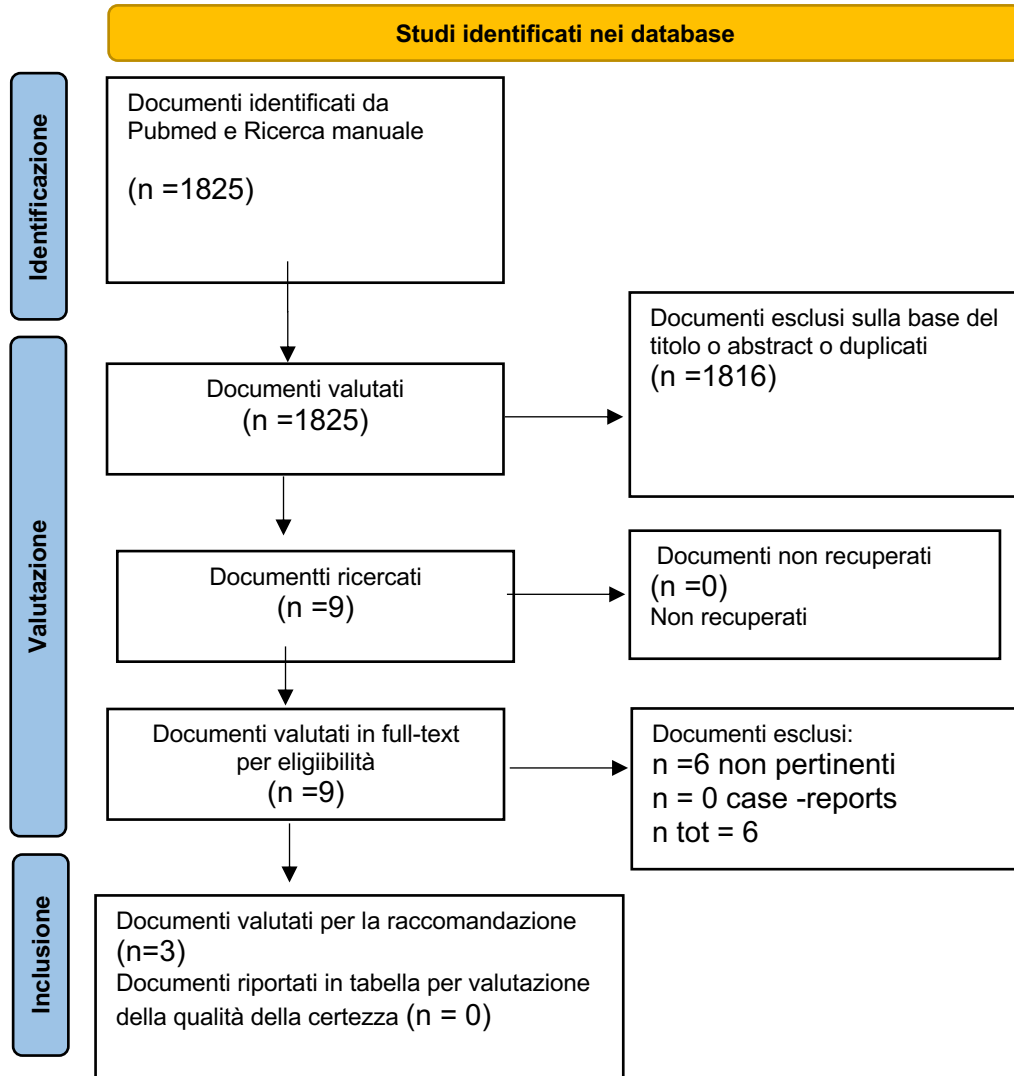 Studi identificati nei database
Identificazione
Documenti identificati da
Pubmed e Ricerca manuale
(n =1825)
Valutazione
Documenti valutati
(n =1825)
Documenti esclusi sulla base del
titolo o abstract o duplicati
(n =1816)
Documentti ricercati
(n =9)
Documenti non recuperati
(n =0)
Non recuperati
Documenti valutati in full-text
per eligiibilità
(n =9)
Documenti esclusi:
n =6 non pertinenti
n = 0 case -reports
n tot = 6
Inclusione
Documenti valutati per la raccomandazione
(n=3)
Documenti riportati in tabella per valutazione
della qualità della certezza (n = 0)